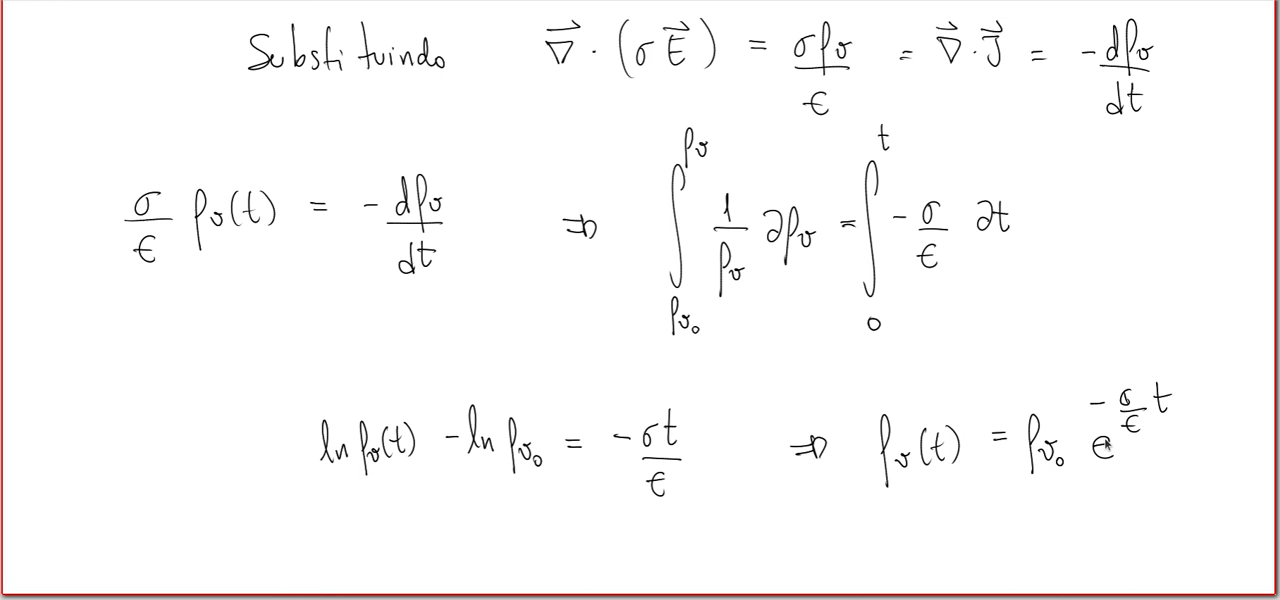 Substituindo ∇⃗ · (σE⃗) = σρv/ϵ = ∇⃗ · J⃗ = -dρv/dt
σ/ϵ ρv(t) = - dρv/dt ⇒ ∫_{ρv₀}^{ρv} 1/ρv ∂ρv = ∫_0^t - σ/ϵ ∂t
ln ρv(t) - ln ρv₀ = - σt/ϵ ⇒ ρv(t) = ρv₀ e^{-σ/ϵ t}